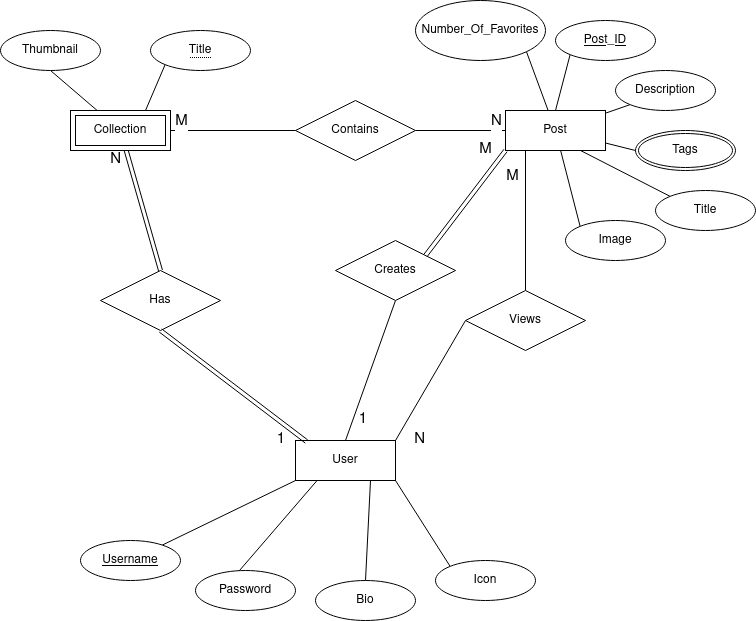 Number_Of_Favorites
Post_ID
Thumbnail
Title
Description
M
N
Collection
Contains
Post
N
M
Tags
M
Title
Image
Creates
Has
Views
1
1
N
User
Username
Password
Bio
Icon